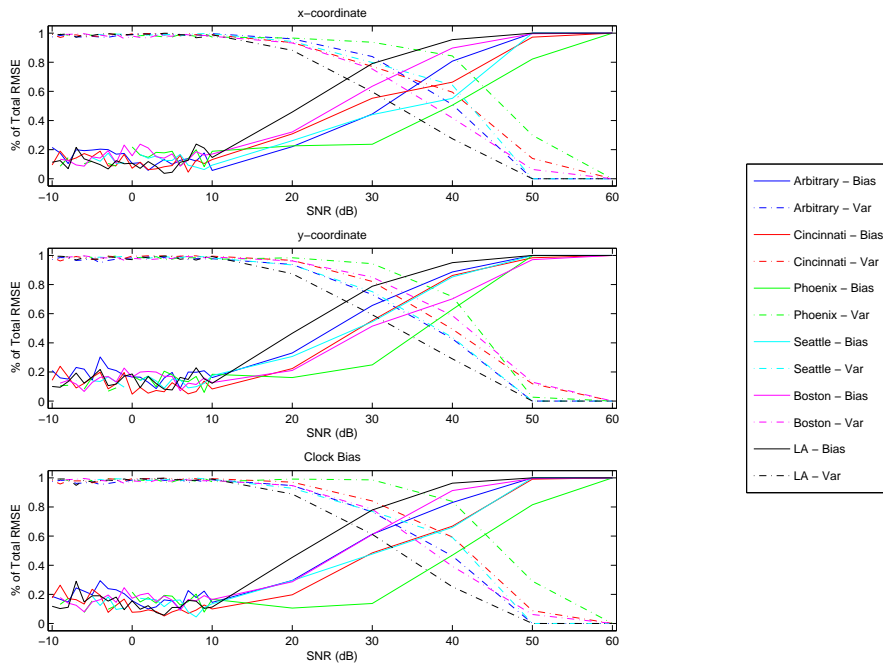 x−coordinate
% of Total RMSE
1
0.8
0.6
0.4
0.2
0
−10 0 10 20 30 40 50 60
SNR (dB)
y−coordinate
% of Total RMSE
1
0.8
0.6
0.4
0.2
0
−10 0 10 20 30 40 50 60
SNR (dB)
Clock Bias
% of Total RMSE
1
0.8
0.6
0.4
0.2
0
−10 0 10 20 30 40 50 60
SNR (dB)
Arbitrary − Bias
Arbitrary − Var
Cincinnati − Bias
Cincinnati − Var
Phoenix − Bias
Phoenix − Var
Seattle − Bias
Seattle − Var
Boston − Bias
Boston − Var
LA − Bias
LA − Var